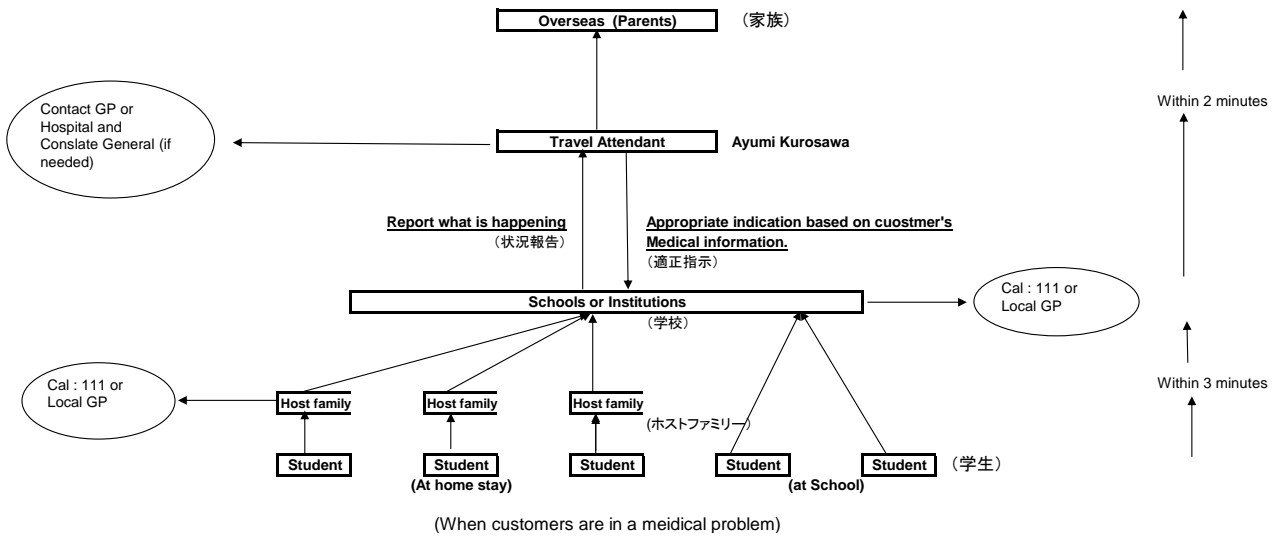 Overseas (Parents)
（家族）
Contact GP or
Hospital and
Conslate General (if
needed)
Within 2 minutes
Travel Attendant
Ayumi Kurosawa
Report what is happening
（状況報告）
Appropriate indication based on cuostmer's
Medical information.
（適正指示）
Schools or Institutions
（学校）
Cal : 111 or
Local GP
Cal : 111 or
Local GP
Within 3 minutes
Host family
Host family
Host family
(ホストファミリー）
Student
Student
Student
Student
Student
（学生）
(At home stay)
(at School)
(When customers are in a meidical problem)